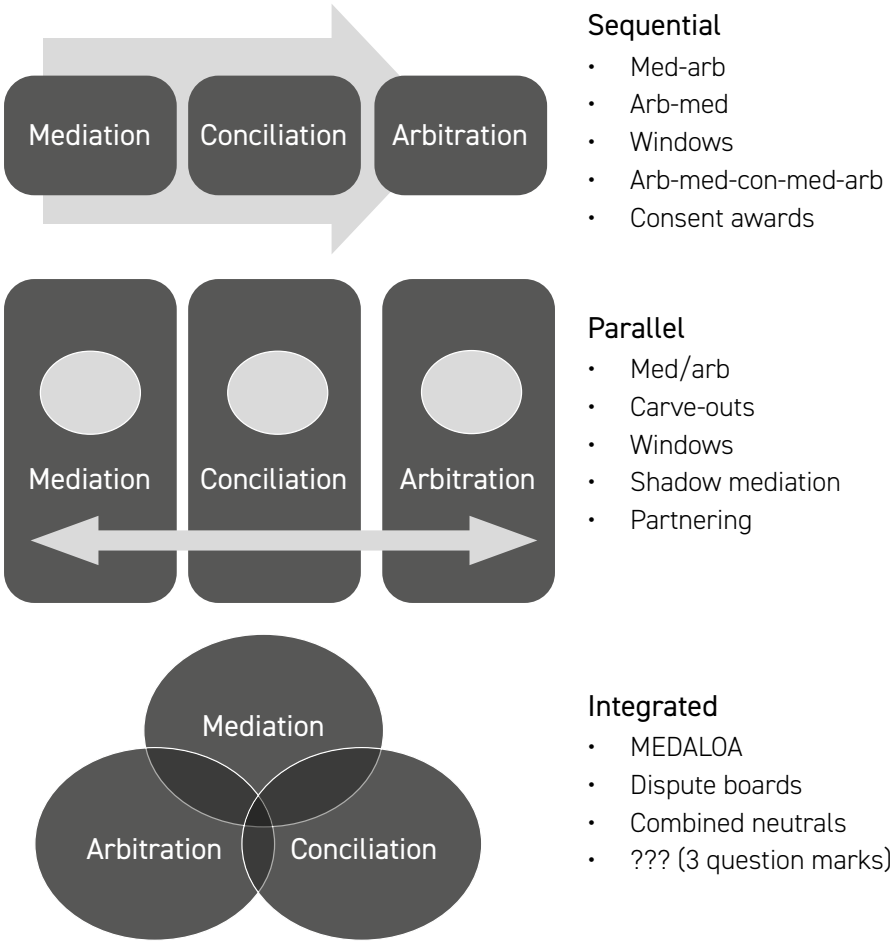 Mediation
Conciliation
Arbitration
Sequential
• Med-arb
• Arb-med
• Windows
• Arb-med-con-med-arb
• Consent awards
Mediation
Conciliation
Arbitration
Parallel
• Med/arb
• Carve-outs
• Windows
• Shadow mediation
• Partnering
Mediation
Arbitration
Conciliation
Integrated
• MEDALOA
• Dispute boards
• Combined neutrals
• ??? (3 question marks)